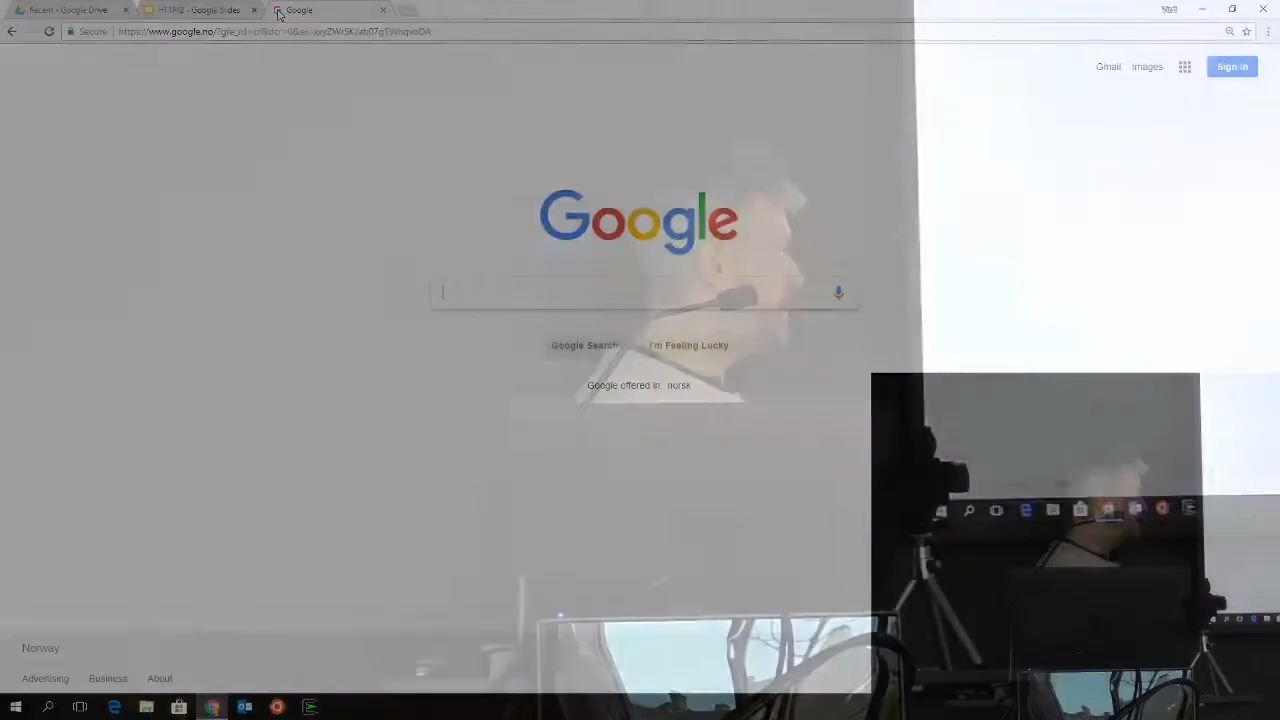 Recent - Google Drive
HTTP/2 - Google Slides
Google
Secure
Gmail Images
Sign in
Google
Google Search I'm Feeling Lucky
Google offered in: norsk
Norway
Advertising Business About